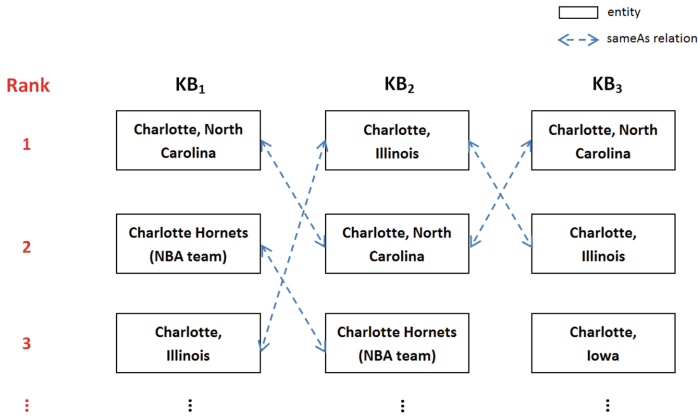 entity
sameAs relation
Rank
KB1
KB2
KB3
1
Charlotte, North
Carolina
Charlotte,
Illinois
Charlotte, North
Carolina
2
Charlotte Hornets
(NBA team)
Charlotte, North
Carolina
Charlotte,
Illinois
3
Charlotte,
Illinois
Charlotte Hornets
(NBA team)
Charlotte,
Iowa
⋮
⋮
⋮
⋮